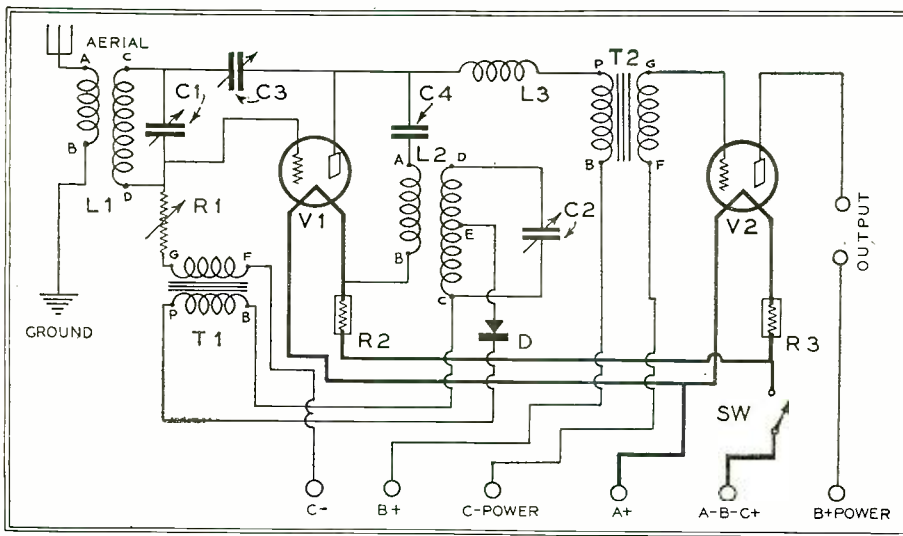 AERIAL
A
C
C1
C3
B
D
L1
R1
GROUND
G
F
P
B
T1
V1
R2
C4
L2
A
B
D
E
C
C2
D
L3
T2
P
G
B
F
V2
R3
SW
OUTPUT
C-
B+
C-POWER
A+
A-B-C+
B+POWER